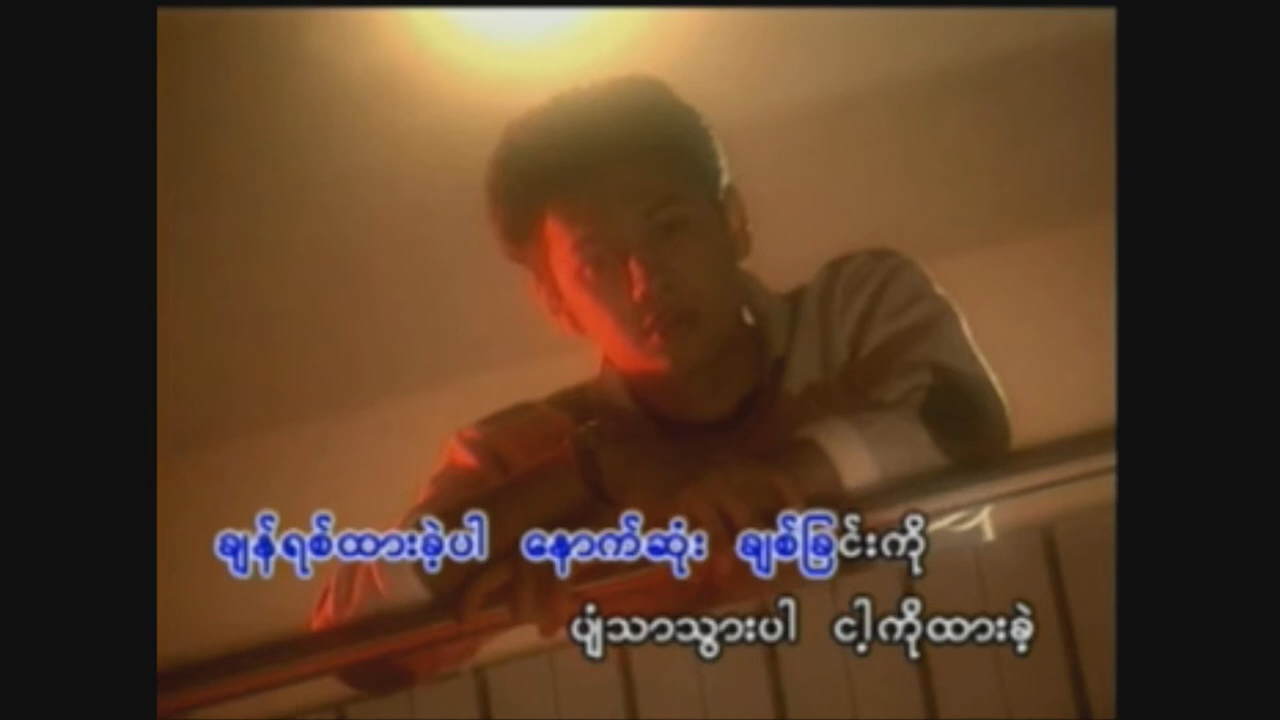 ချန်ရစ်ထားခဲ့ပါ နောက်ဆုံး ချစ်ခြင်းကို
ပျံသာသွားပါ ငါ့ကိုထားခဲ့